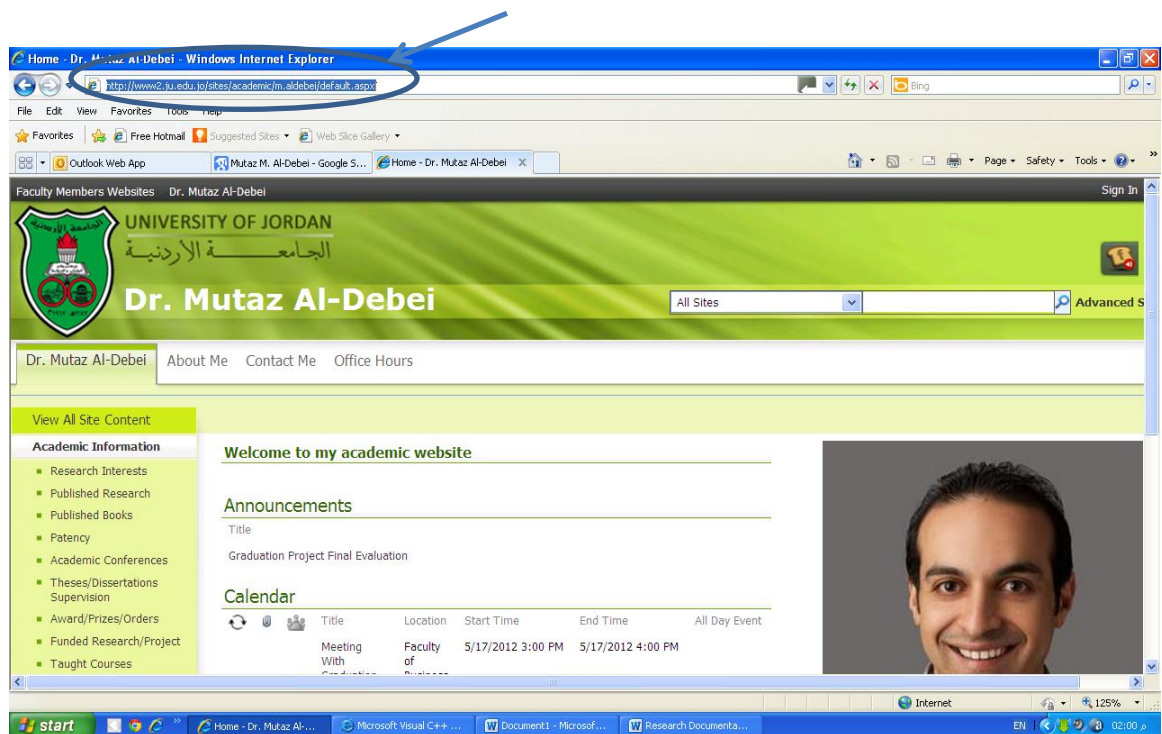 Home - Dr. Mutaz Al-Debei - Windows Internet Explorer
http://www2.ju.edu.jo/sites/academic/m.aldebei/default.aspx
Bing
File Edit View Favorites Tools Help
Favorites Free Hotmail Suggested Sites Web Slice Gallery
Outlook Web App Mutaz M. Al-Debei - Google S... Home - Dr. Mutaz Al-Debei Page Safety Tools
Faculty Members Websites Dr. Mutaz Al-Debei Sign In
UNIVERSITY OF JORDAN
الجامعة الأردنية
Dr. Mutaz Al-Debei
All Sites Advanced S
Dr. Mutaz Al-Debei About Me Contact Me Office Hours
View All Site Content
Academic Information
Research Interests
Published Research
Published Books
Patency
Academic Conferences
Theses/Dissertations
Supervision
Award/Prizes/Orders
Funded Research/Project
Taught Courses
Welcome to my academic website
Announcements
Title
Graduation Project Final Evaluation
Calendar
Title Location Start Time End Time All Day Event
Meeting Faculty 5/17/2012 3:00 PM 5/17/2012 4:00 PM
With of
Graduation Business
Internet 125%
start Home - Dr. Mutaz Al-... Microsoft Visual C++ ... Document1 - Microsof... Research Documenta... EN 02:00 م